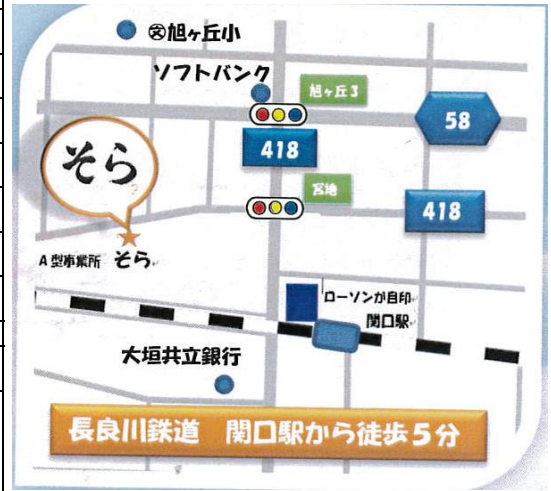 ㊫旭ヶ丘小
ソフトバンク
旭ヶ丘3
58
418
そら
宮地
418
A型事業所 そら
ローソンが目印
関口駅
大垣共立銀行
長良川鉄道 関口駅から徒歩5分